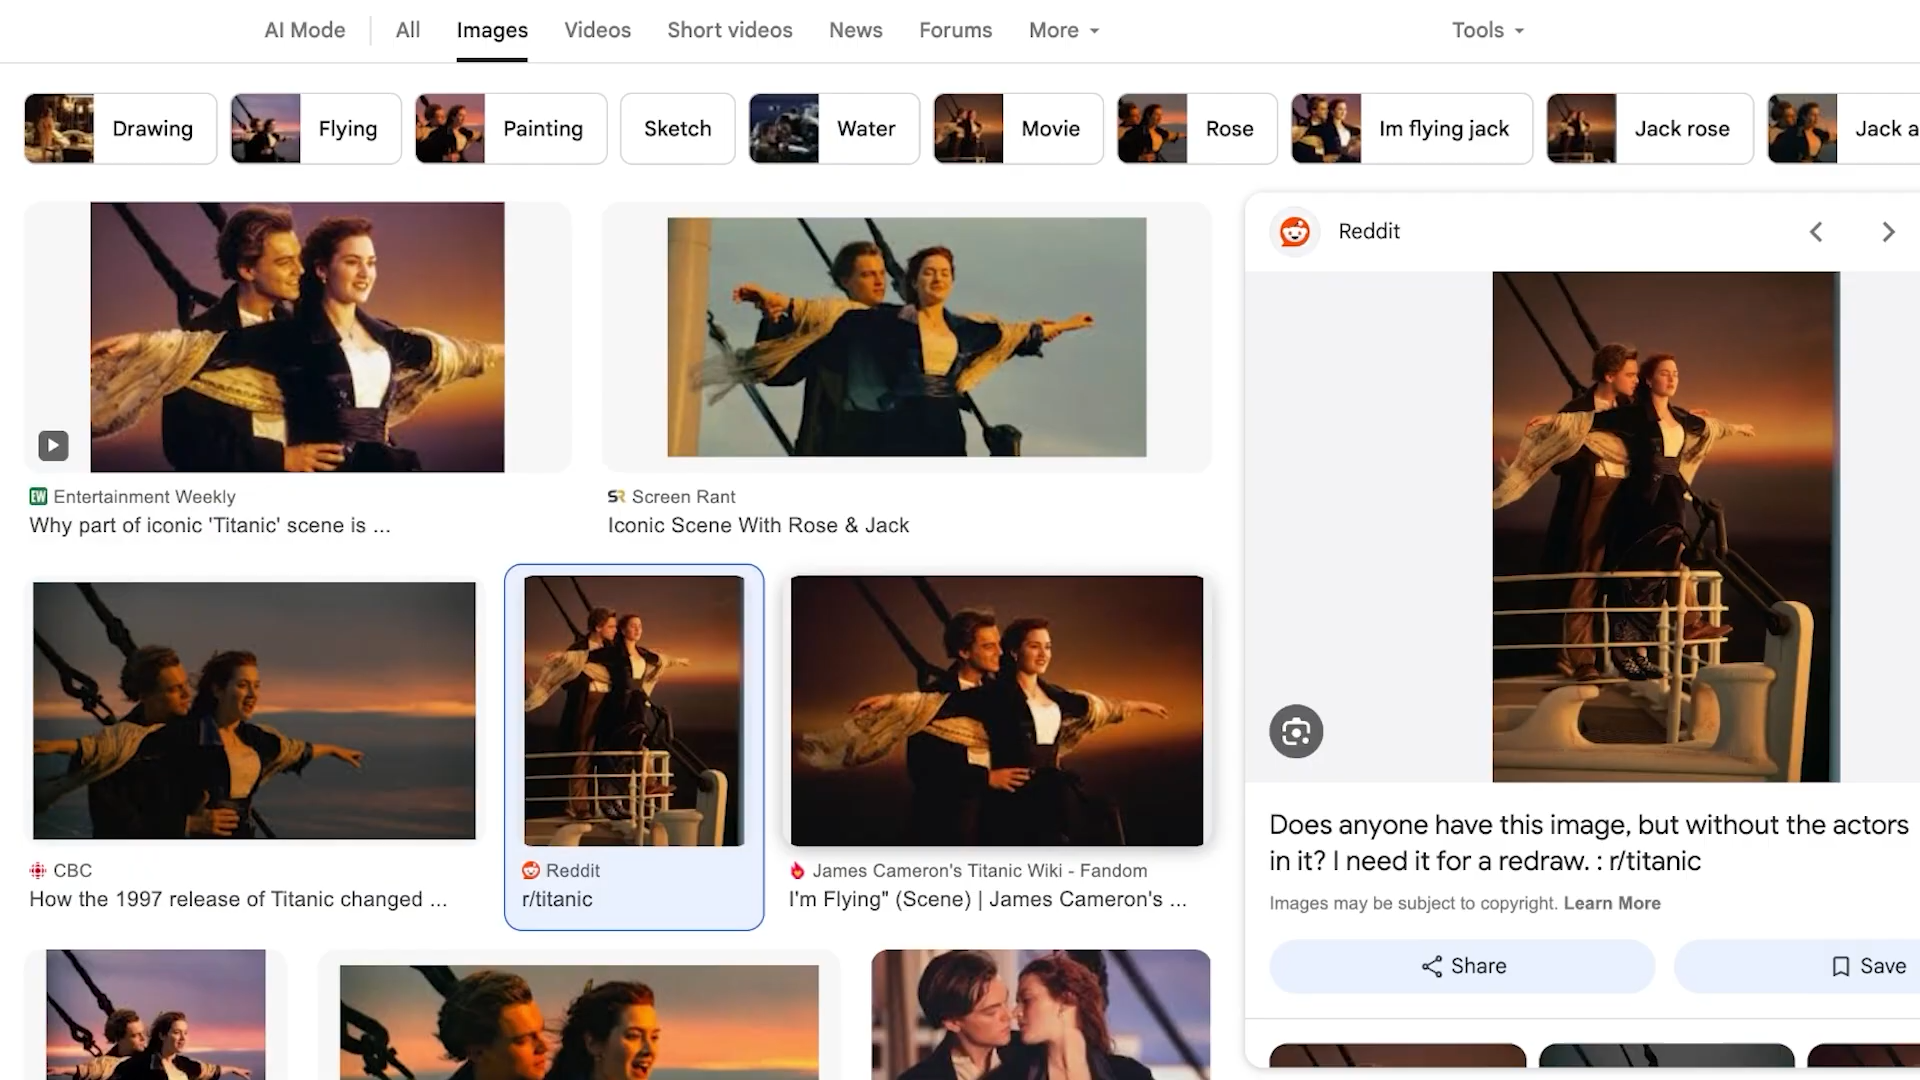 AI Mode
All
Images
Videos
Short videos
News
Forums
More
Tools
Drawing
Flying
Painting
Sketch
Water
Movie
Rose
Im flying jack
Jack rose
Jack a
Reddit
EW Entertainment Weekly
Why part of iconic 'Titanic' scene is ...
SR Screen Rant
Iconic Scene With Rose & Jack
CBC
How the 1997 release of Titanic changed ...
Reddit
r/titanic
James Cameron's Titanic Wiki - Fandom
I'm Flying" (Scene) | James Cameron's ...
Does anyone have this image, but without the actors
in it? I need it for a redraw. : r/titanic
Images may be subject to copyright. Learn More
Share
Save